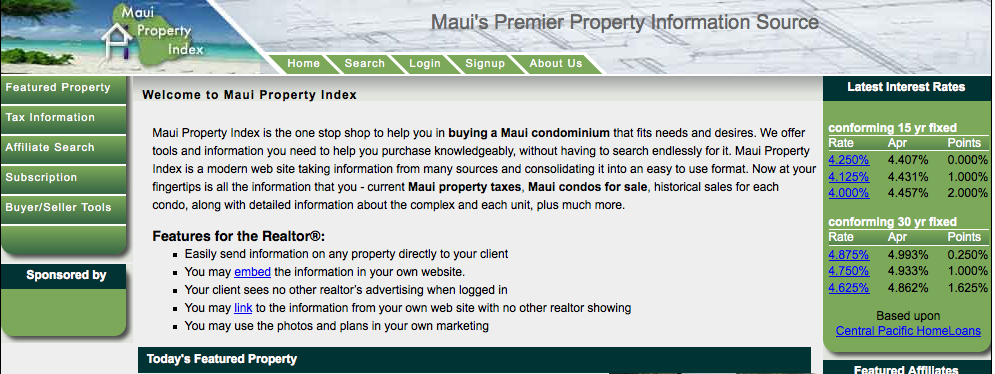 Maui
Property
Index
Maui's Premier Property Information Source
Home Search Login Signup About Us
Featured Property
Tax Information
Affiliate Search
Subscription
Buyer/Seller Tools
Sponsored by
Welcome to Maui Property Index
Maui Property Index is the one stop shop to help you in buying a Maui condominium that fits needs and desires. We offer
tools and information you need to help you purchase knowledgeably, without having to search endlessly for it. Maui Property
Index is a modern web site taking information from many sources and consolidating it into an easy to use format. Now at your
fingertips is all the information that you - current Maui property taxes, Maui condos for sale, historical sales for each
condo, along with detailed information about the complex and each unit, plus much more.
Features for the Realtor®:
Easily send information on any property directly to your client
You may embed the information in your own website.
Your client sees no other realtor's advertising when logged in
You may link to the information from your own web site with no other realtor showing
You may use the photos and plans in your own marketing
Today's Featured Property
Latest Interest Rates
conforming 15 yr fixed
Rate Apr Points
4.250% 4.407% 0.000%
4.125% 4.431% 1.000%
4.000% 4.457% 2.000%
conforming 30 yr fixed
Rate Apr Points
4.875% 4.993% 0.250%
4.750% 4.933% 1.000%
4.625% 4.862% 1.625%
Based upon
Central Pacific HomeLoans
Featured Affiliates